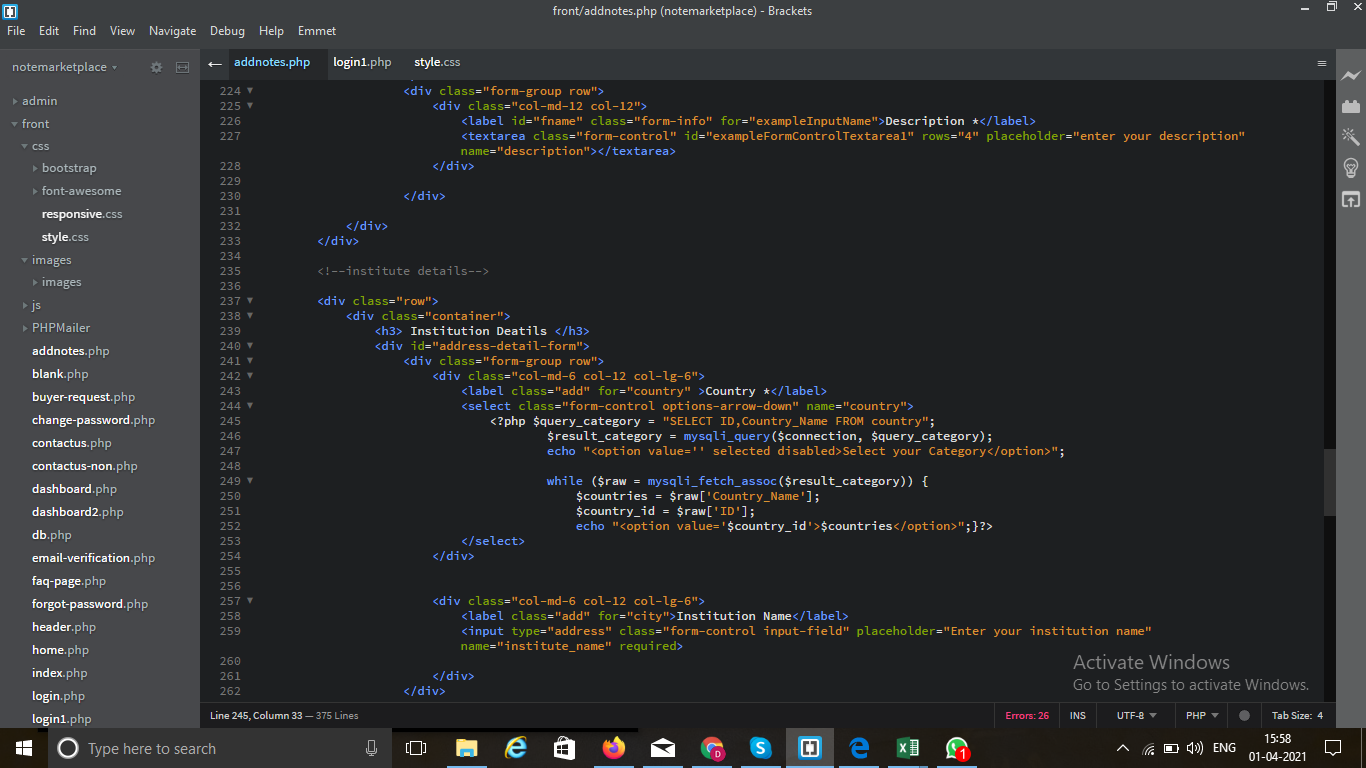 front/addnotes.php (notemarketplace) - Brackets
File Edit Find View Navigate Debug Help Emmet
notemarketplace
addnotes.php login1.php style.css
admin
front
css
bootstrap
font-awesome
responsive.css
style.css
images
images
js
PHPMailer
addnotes.php
blank.php
buyer-request.php
change-password.php
contactus.php
contactus-non.php
dashboard.php
dashboard2.php
db.php
email-verification.php
faq-page.php
forgot-password.php
header.php
home.php
index.php
login.php
login1.php
224 <div class="form-group row">
225 <div class="col-md-12 col-12">
226 <label id="fname" class="form-info" for="exampleInputName">Description *</label>
227 <textarea class="form-control" id="exampleFormControlTextarea1" rows="4" placeholder="enter your description"
name="description"></textarea>
228 </div>
229
230 </div>
231
232 </div>
233 </div>
234
235 <!--institute details-->
236
237 <div class="row">
238 <div class="container">
239 <h3> Institution Deatils </h3>
240 <div id="address-detail-form">
241 <div class="form-group row">
242 <div class="col-md-6 col-12 col-lg-6">
243 <label class="add" for="country" >Country *</label>
244 <select class="form-control options-arrow-down" name="country">
245 <?php $query_category = "SELECT ID,Country_Name FROM country";
246 $result_category = mysqli_query($connection, $query_category);
247 echo "<option value='' selected disabled>Select your Category</option>";
248
249 while ($raw = mysqli_fetch_assoc($result_category)) {
250 $countries = $raw['Country_Name'];
251 $country_id = $raw['ID'];
252 echo "<option value='$country_id'>$countries</option>";}?>
253 </select>
254 </div>
255
256
257 <div class="col-md-6 col-12 col-lg-6">
258 <label class="add" for="city">Institution Name</label>
259 <input type="address" class="form-control input-field" placeholder="Enter your institution name"
name="institute_name" required>
260
261 </div>
262 </div>
Activate Windows
Go to Settings to activate Windows.
Line 245, Column 33 — 375 Lines Errors: 26 INS UTF-8 PHP Tab Size: 4
Type here to search
D
1
ENG
15:58
01-04-2021